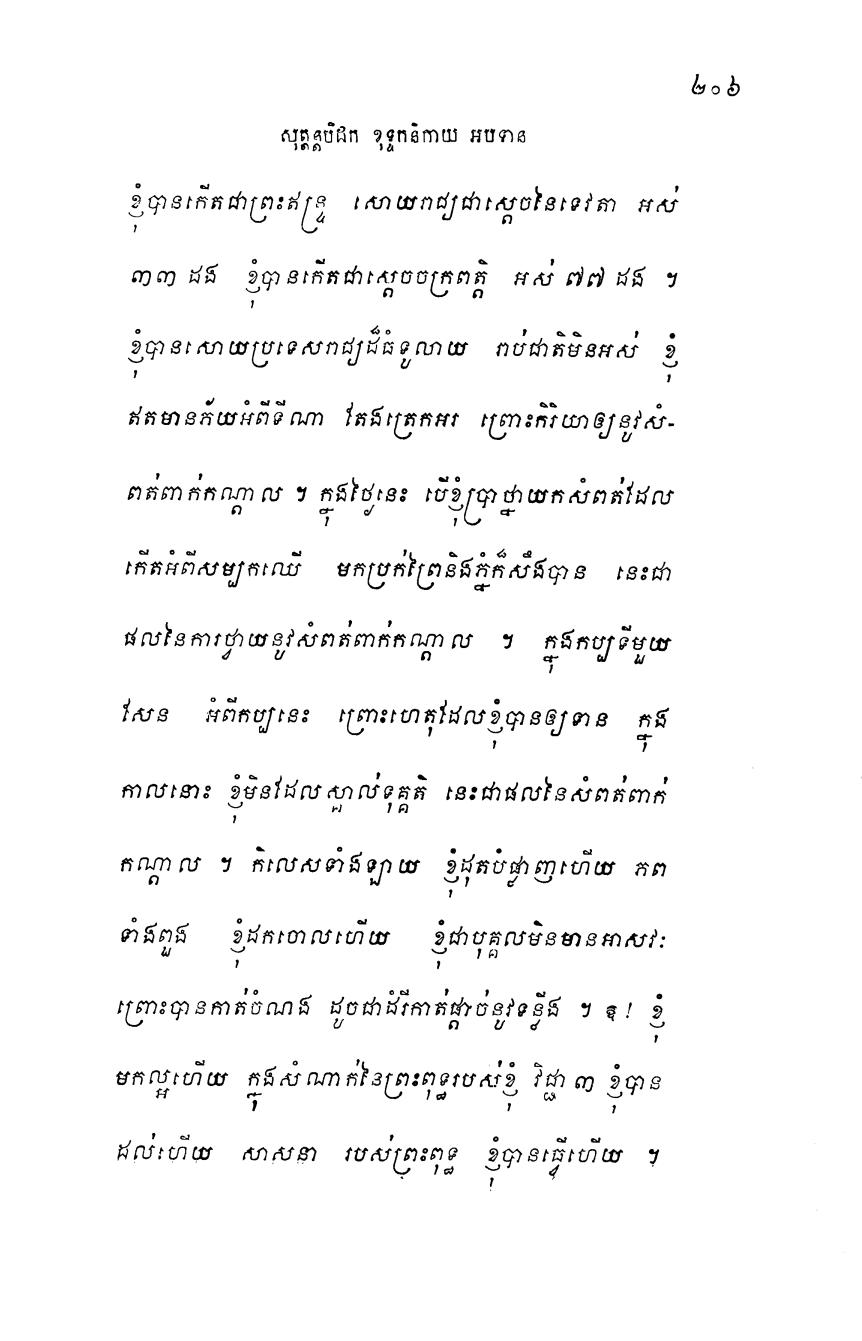 ២០៦
សុត្តន្តបិដក ខុទ្ទកនិកាយ អបទាន
ខ្ញុំបានកើតជាព្រះឥន្ទ្រ សោយរាជ្យជាស្តេចនៃទេវតា អស់
៣៣ ដង ខ្ញុំបានកើតជាស្តេចចក្រពត្តិ អស់ ៧៧ ដង ។
ខ្ញុំបានសោយប្រទេសរាជ្យដ៏ធំទូលាយ រាប់ជាតិមិនអស់ ខ្ញុំ
ឥតមានភ័យអំពីទីណា តែងត្រេកអរ ព្រោះកិរិយាឲ្យនូវសំ-
ពត់ពាក់កណ្តាល ។ ក្នុងថ្ងៃនេះ បើខ្ញុំប្រាថ្នាយកសំពត់ដែល
កើតអំពីសម្បកឈើ មកប្រក់ព្រៃនិងភ្នំក៏សឹងបាន នេះជា
ផលនៃការថ្វាយនូវសំពត់ពាក់កណ្តាល ។ ក្នុងកប្បទីមួយ
សែន អំពីកប្បនេះ ព្រោះហេតុដែលខ្ញុំបានឲ្យទាន ក្នុង
កាលនោះ ខ្ញុំមិនដែលស្គាល់ទុគ្គតិ នេះជាផលនៃសំពត់ពាក់
កណ្តាល ។ កិលេសទាំងឡាយ ខ្ញុំដុតបំផ្លាញហើយ ភព
ទាំងពួង ខ្ញុំដកចោលហើយ ខ្ញុំជាបុគ្គលមិនមានអាសវៈ
ព្រោះបានកាត់ចំណង ដូចជាដំរីកាត់ផ្តាច់នូវទន្លីង ។ ឱ! ខ្ញុំ
មកល្អហើយ ក្នុងសំណាក់នៃព្រះពុទ្ធរបស់ខ្ញុំ វិជ្ជា ៣ ខ្ញុំបាន
ដល់ហើយ សាសនា របស់ព្រះពុទ្ធ ខ្ញុំបានធ្វើហើយ ។